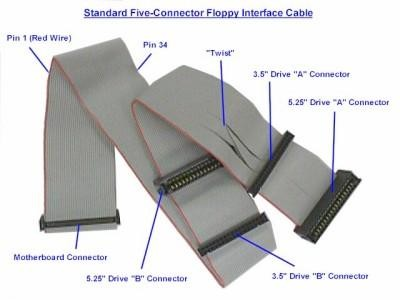 Standard Five-Connector Floppy Interface Cable
Pin 1 (Red Wire)
Pin 34
"Twist"
3.5" Drive "A" Connector
5.25" Drive "A" Connector
Motherboard Connector
5.25" Drive "B" Connector
3.5" Drive "B" Connector